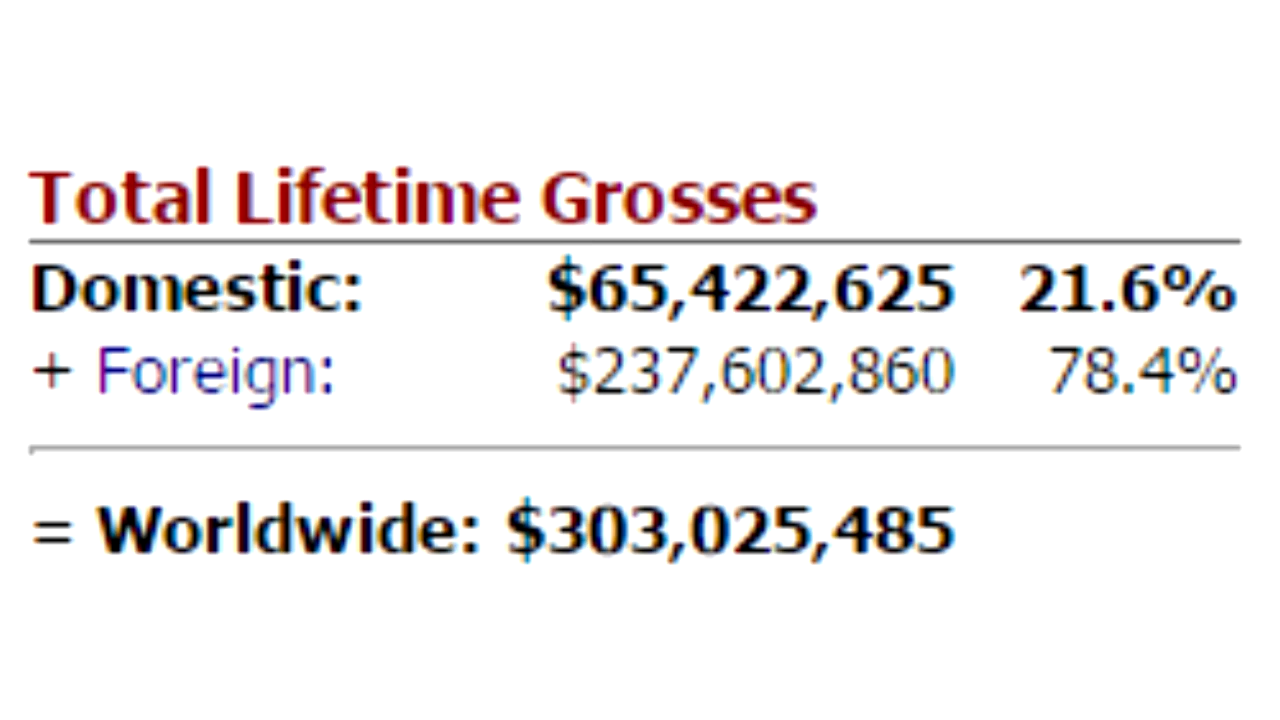 Total Lifetime Grosses
Domestic: $65,422,625 21.6%
+ Foreign: $237,602,860 78.4%
= Worldwide: $303,025,485